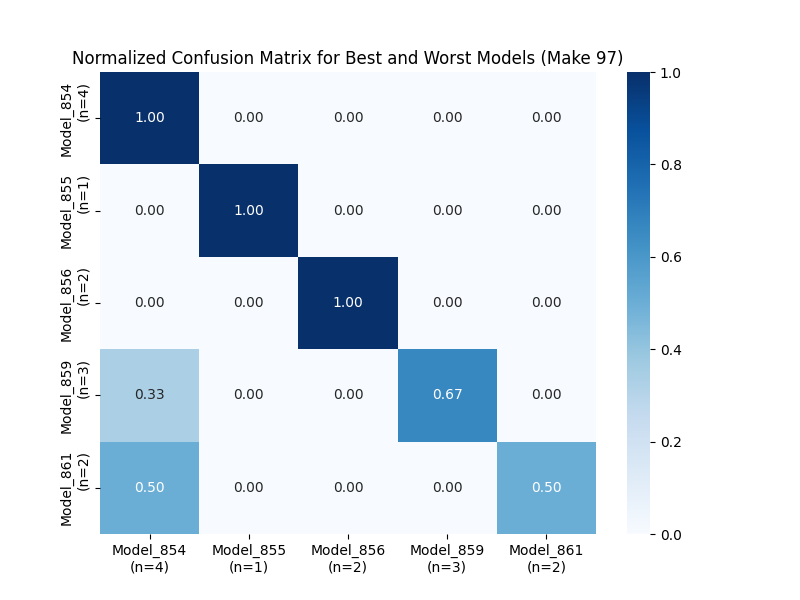 Normalized Confusion Matrix for Best and Worst Models (Make 97)
Model_854
(n=4)
1.00 0.00 0.00 0.00 0.00
Model_855
(n=1)
0.00 1.00 0.00 0.00 0.00
Model_856
(n=2)
0.00 0.00 1.00 0.00 0.00
Model_859
(n=3)
0.33 0.00 0.00 0.67 0.00
Model_861
(n=2)
0.50 0.00 0.00 0.00 0.50
Model_854 Model_855 Model_856 Model_859 Model_861
(n=4) (n=1) (n=2) (n=3) (n=2)
1.0
0.8
0.6
0.4
0.2
0.0